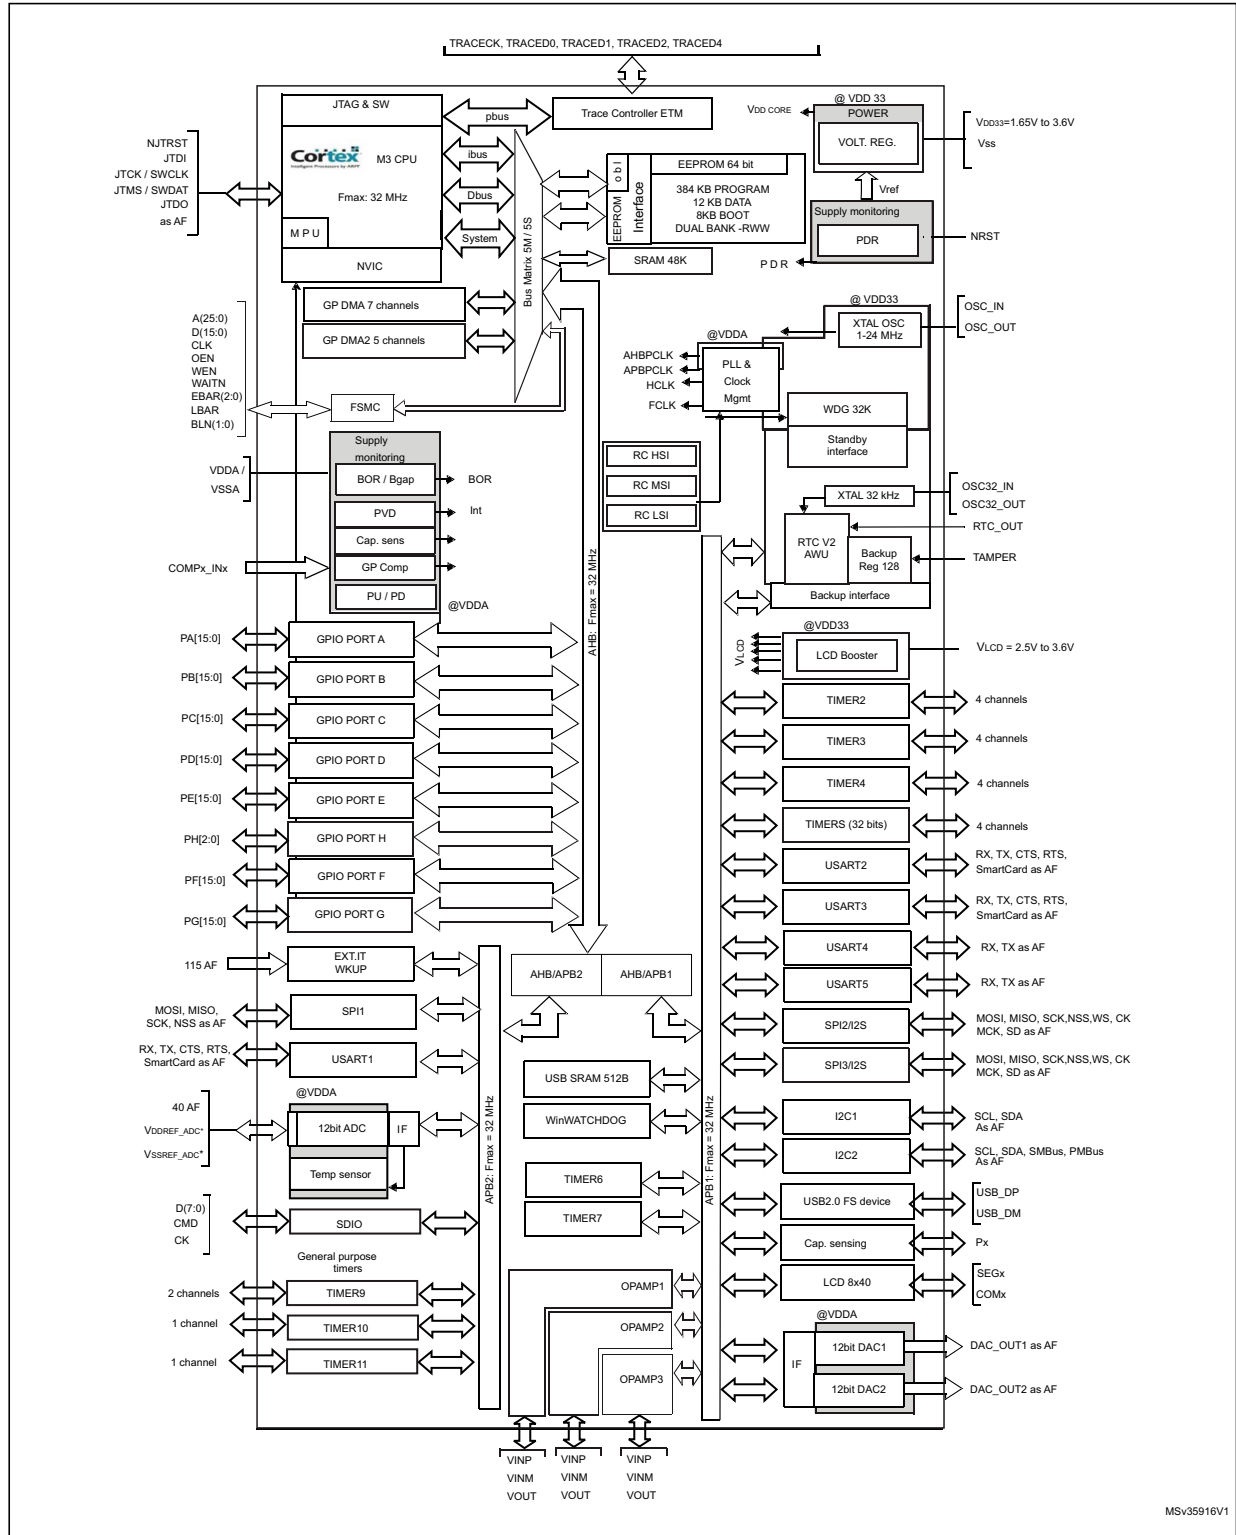 TRACECK, TRACED0, TRACED1, TRACED2, TRACED4
JTAG & SW
pbus
Trace Controller ETM
VDD CORE
@ VDD 33
POWER
VOLT. REG.
VDD33=1.65V to 3.6V
Vss
NJTRST
JTDI
JTCK / SWCLK
JTMS / SWDAT
JTDO
as AF
Cortex
Intelligent Processors by ARM®
M3 CPU
Fmax: 32 MHz
MPU
NVIC
ibus
Dbus
System
Bus Matrix 5M / 5S
EEPROM
Interface
obl
EEPROM 64 bit
384 KB PROGRAM
12 KB DATA
8KB BOOT
DUAL BANK -RWW
SRAM 48K
Vref
Supply monitoring
PDR
NRST
PDR
GP DMA 7 channels
GP DMA2 5 channels
A(25:0)
D(15:0)
CLK
OEN
WEN
WAITN
EBAR(2:0)
LBAR
BLN(1:0)
FSMC
@VDDA
AHBPCLK
APBPCLK
HCLK
FCLK
PLL &
Clock
Mgmt
@ VDD33
XTAL OSC
1-24 MHz
OSC_IN
OSC_OUT
WDG 32K
Standby
interface
Supply
monitoring
VDDA /
VSSA
BOR / Bgap
BOR
PVD
Int
Cap. sens
COMPx_INx
GP Comp
PU / PD
@VDDA
RC HSI
RC MSI
RC LSI
XTAL 32 kHz
OSC32_IN
OSC32_OUT
RTC V2
AWU
RTC_OUT
Backup
Reg 128
TAMPER
Backup interface
AHB: Fmax = 32 MHz
@VDD33
VLCD
LCD Booster
VLCD = 2.5V to 3.6V
PA[15:0]
GPIO PORT A
PB[15:0]
GPIO PORT B
PC[15:0]
GPIO PORT C
PD[15:0]
GPIO PORT D
PE[15:0]
GPIO PORT E
PH[2:0]
GPIO PORT H
PF[15:0]
GPIO PORT F
PG[15:0]
GPIO PORT G
TIMER2
4 channels
TIMER3
4 channels
TIMER4
4 channels
TIMERS (32 bits)
4 channels
USART2
RX, TX, CTS, RTS,
SmartCard as AF
USART3
RX, TX, CTS, RTS,
SmartCard as AF
USART4
RX, TX as AF
USART5
RX, TX as AF
SPI2/I2S
MOSI, MISO, SCK,NSS,WS, CK
MCK, SD as AF
SPI3/I2S
MOSI, MISO, SCK,NSS,WS, CK
MCK, SD as AF
115 AF
EXT.IT
WKUP
AHB/APB2
AHB/APB1
MOSI, MISO,
SCK, NSS as AF
SPI1
RX, TX, CTS, RTS,
SmartCard as AF
USART1
USB SRAM 512B
WinWATCHDOG
I2C1
SCL, SDA
As AF
I2C2
SCL, SDA, SMBus, PMBus
As AF
@VDDA
40 AF
VDDREF_ADC*
VSSREF_ADC*
12bit ADC
IF
Temp sensor
APB2: Fmax = 32 MHz
TIMER6
TIMER7
APB1: Fmax = 32 MHz
USB2.0 FS device
USB_DP
USB_DM
D(7:0)
CMD
CK
SDIO
Cap. sensing
Px
General purpose
timers
2 channels
TIMER9
1 channel
TIMER10
1 channel
TIMER11
OPAMP1
OPAMP2
OPAMP3
LCD 8x40
SEGx
COMx
@VDDA
IF
12bit DAC1
DAC_OUT1 as AF
12bit DAC2
DAC_OUT2 as AF
VINP
VINM
VOUT
VINP
VINM
VOUT
VINP
VINM
VOUT
MSv35916V1